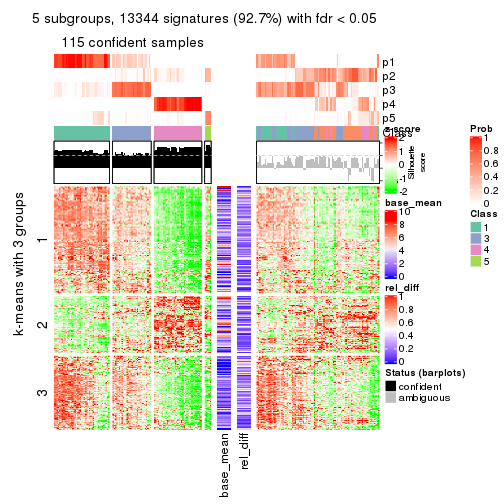 5 subgroups, 13344 signatures (92.7%) with fdr < 0.05
115 confident samples
p1
p2
p3
p4
p5
Class
Silhouette
score
k-means with 3 groups
1
2
3
base_mean
rel_diff
z-score
2
1
0
-1
-2
base_mean
10
8
6
4
2
0
rel_diff
1
0.8
0.6
0.4
0.2
0
Status (barplots)
confident
ambiguous
Prob
1
0.8
0.6
0.4
0.2
0
Class
1
3
4
5